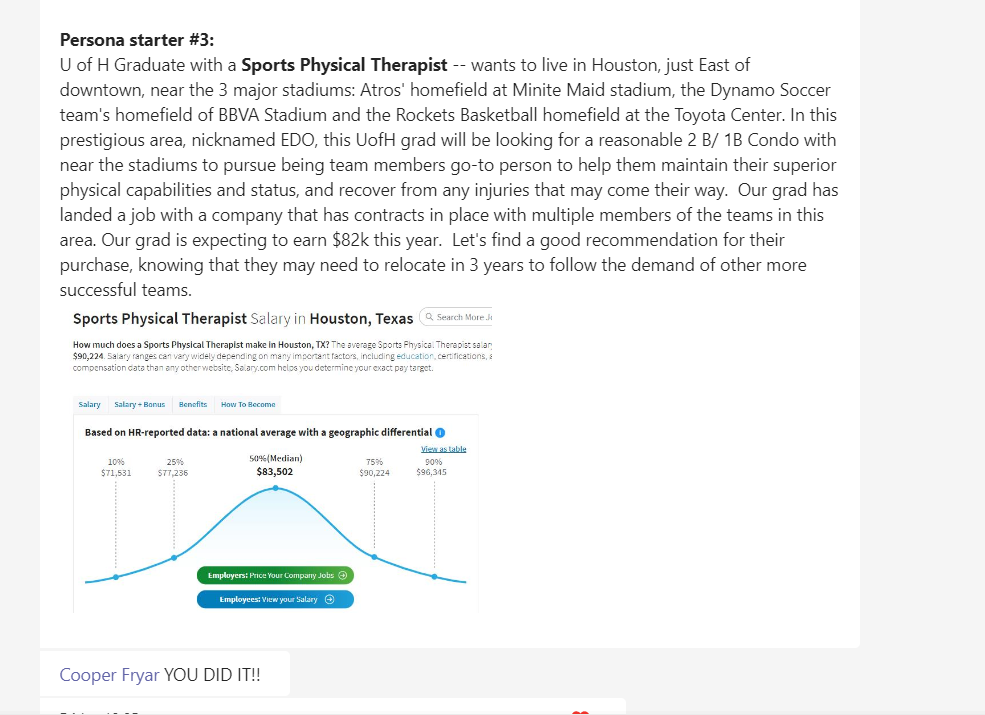 Persona starter #3:
U of H Graduate with a Sports Physical Therapist -- wants to live in Houston, just East of
downtown, near the 3 major stadiums: Atros' homefield at Minite Maid stadium, the Dynamo Soccer
team's homefield of BBVA Stadium and the Rockets Basketball homefield at the Toyota Center. In this
prestigious area, nicknamed EDO, this UofH grad will be looking for a reasonable 2 B/ 1B Condo with
near the stadiums to pursue being team members go-to person to help them maintain their superior
physical capabilities and status, and recover from any injuries that may come their way. Our grad has
landed a job with a company that has contracts in place with multiple members of the teams in this
area. Our grad is expecting to earn $82k this year. Let's find a good recommendation for their
purchase, knowing that they may need to relocate in 3 years to follow the demand of other more
successful teams.
Sports Physical Therapist Salary in Houston, Texas
Search More
How much does a Sports Physical Therapist make in Houston, TX? The average Sports Physical Therapist salary
$90,224. Salary ranges can vary widely depending on many important factors, including education, certifications,
compensation data than any other website, Salary.com helps you determine your exact pay target.
Salary Salary + Bonus Benefits How To Become
Based on HR-reported data: a national average with a geographic differential
View as table
10% 25% 50%(Median) 75% 90%
$71,531 $77,236 $83,502 $90,224 $96,345
Employers: Price Your Company Jobs
Employees: View your Salary
Cooper Fryar YOU DID IT!!